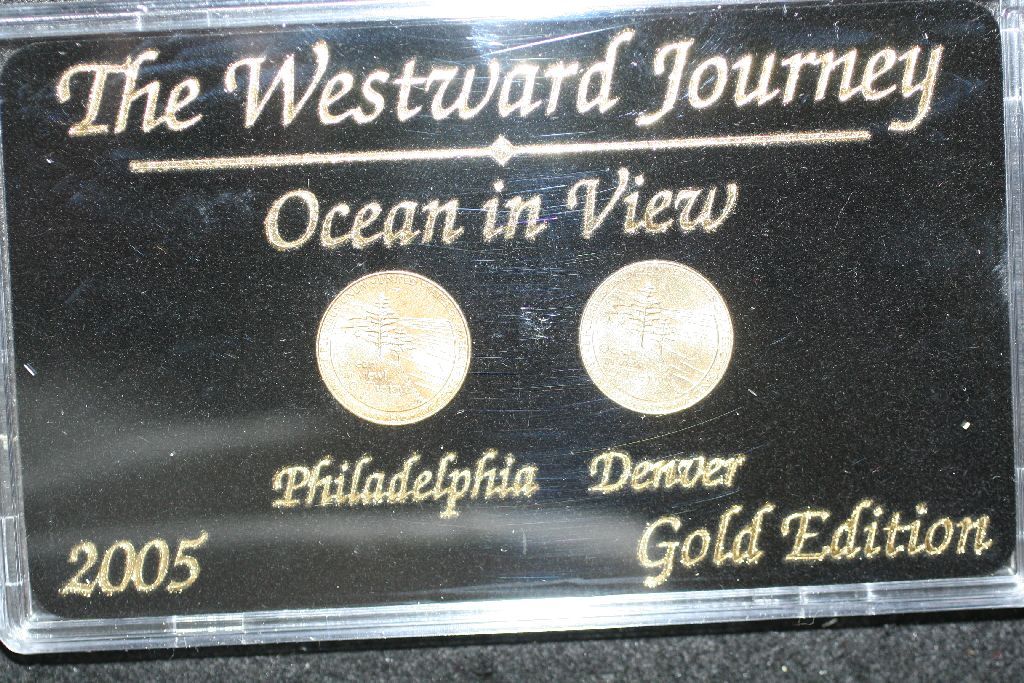 The Westward Journey
Ocean in View
Philadelphia Denver
2005 Gold Edition